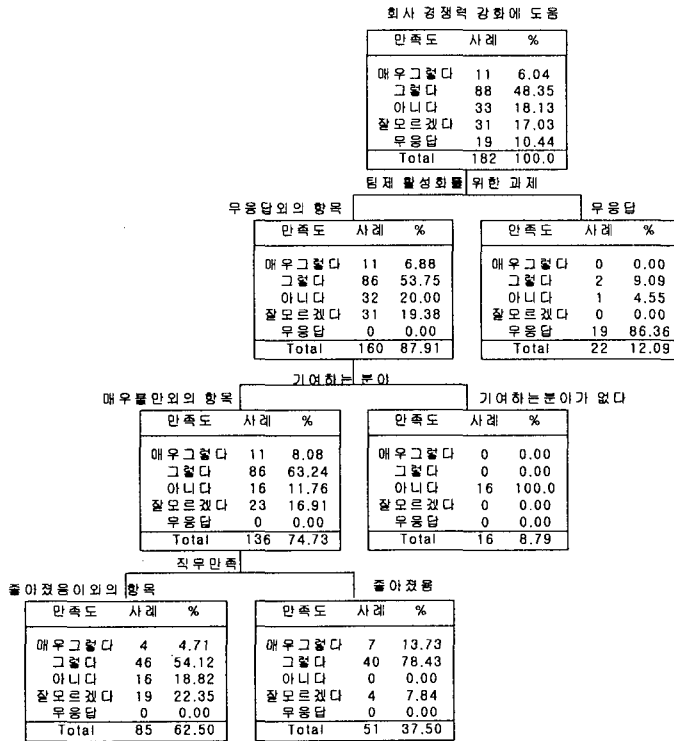 회사 경쟁력 강화에 도움
만족도 사례 %
매우그렇다 11 6.04
그렇다 88 48.35
아니다 33 18.13
잘모르겠다 31 17.03
무응답 19 10.44
Total 182 100.0
팀제 활성화를 위한 과제
무응답외의 항목
만족도 사례 %
매우그렇다 11 6.88
그렇다 86 53.75
아니다 32 20.00
잘모르겠다 31 19.38
무응답 0 0.00
Total 160 87.91
무응답
만족도 사례 %
매우그렇다 0 0.00
그렇다 2 9.09
아니다 1 4.55
잘모르겠다 0 0.00
무응답 19 86.36
Total 22 12.09
기여하는 분야
매우불만외의 항목
만족도 사례 %
매우그렇다 11 8.08
그렇다 86 63.24
아니다 16 11.76
잘모르겠다 23 16.91
무응답 0 0.00
Total 136 74.73
기여하는분야가 없다
만족도 사례 %
매우그렇다 0 0.00
그렇다 0 0.00
아니다 16 100.0
잘모르겠다 0 0.00
무응답 0 0.00
Total 16 8.79
직무만족
좋아졌음이외의 항목
만족도 사례 %
매우그렇다 4 4.71
그렇다 46 54.12
아니다 16 18.82
잘모르겠다 19 22.35
무응답 0 0.00
Total 85 62.50
좋아졌음
만족도 사례 %
매우그렇다 7 13.73
그렇다 40 78.43
아니다 0 0.00
잘모르겠다 4 7.84
무응답 0 0.00
Total 51 37.50